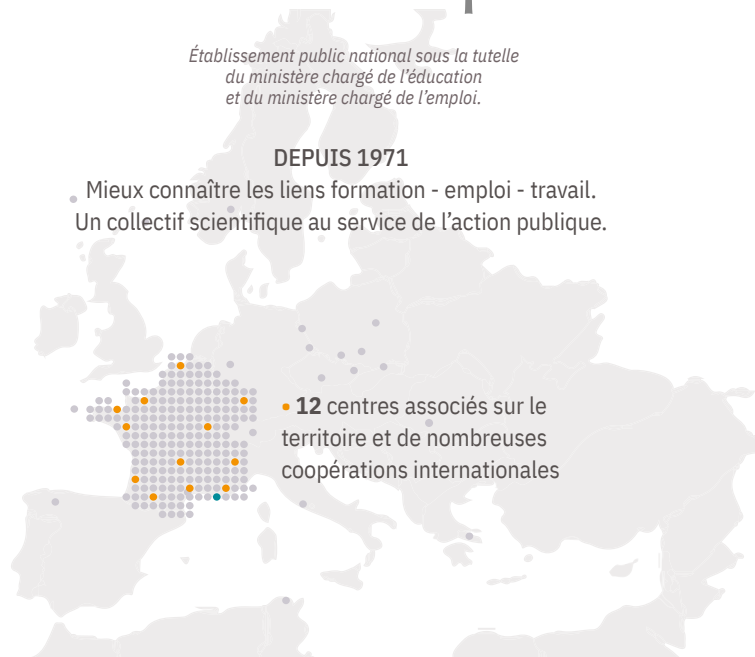 Établissement public national sous la tutelle
du ministère chargé de l’éducation
et du ministère chargé de l’emploi.
DEPUIS 1971
Mieux connaître les liens formation - emploi - travail.
Un collectif scientifique au service de l’action publique.
• 12 centres associés sur le
territoire et de nombreuses
coopérations internationales